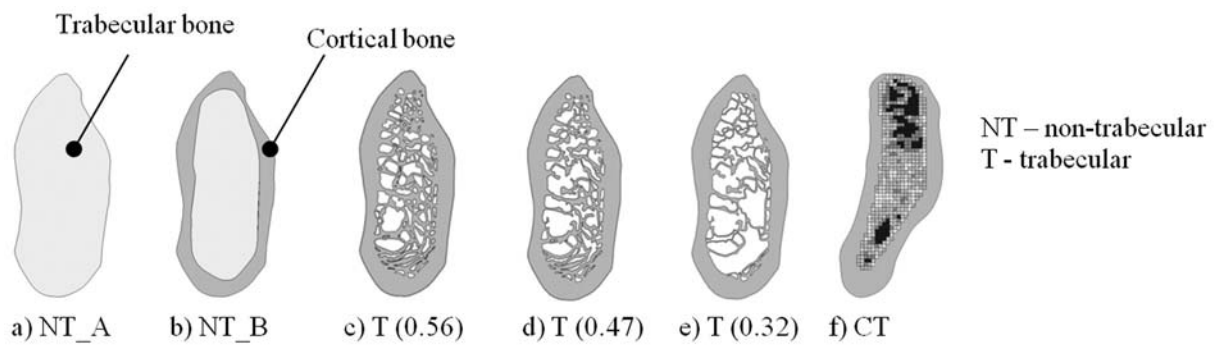 Trabecular bone
Cortical bone
NT – non-trabecular
T - trabecular
a) NT_A
b) NT_B
c) T (0.56)
d) T (0.47)
e) T (0.32)
f) CT